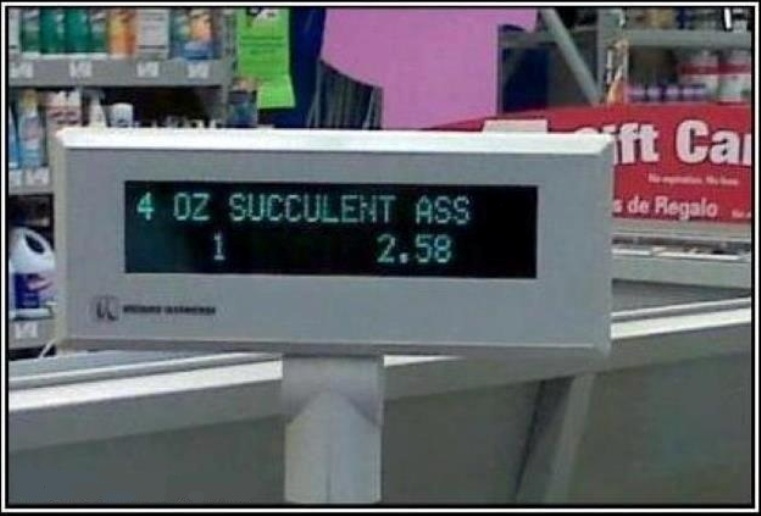 4 OZ SUCCULENT ASS
1 2.58
ift Ca
s de Regalo